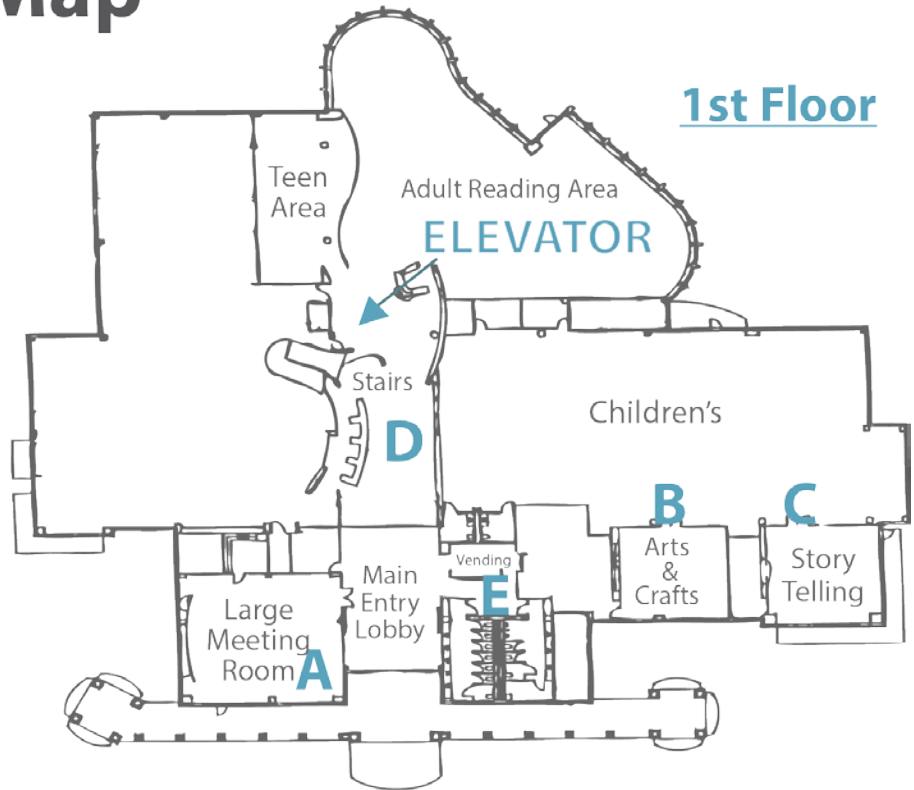 Map
1st Floor
Teen
Area
Adult Reading Area
ELEVATOR
Stairs
Children's
D
B
C
Arts
&
Crafts
Story
Telling
Vending
E
Main
Entry
Lobby
Large
Meeting
Room
A